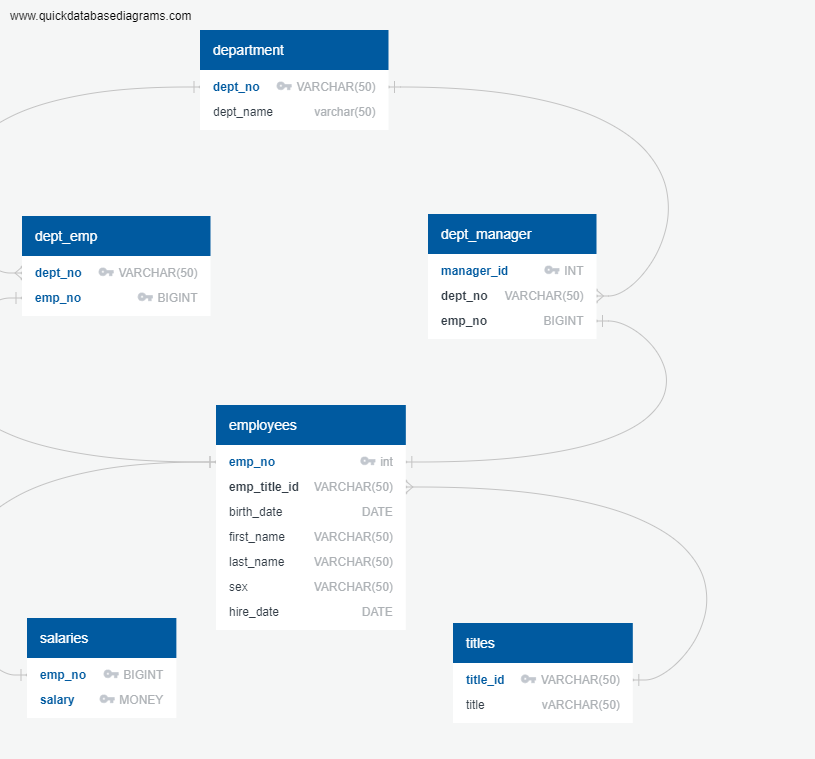 www.quickdatabasediagrams.com
department
dept_no VARCHAR(50)
dept_name varchar(50)
dept_emp
dept_no VARCHAR(50)
emp_no BIGINT
dept_manager
manager_id INT
dept_no VARCHAR(50)
emp_no BIGINT
employees
emp_no int
emp_title_id VARCHAR(50)
birth_date DATE
first_name VARCHAR(50)
last_name VARCHAR(50)
sex VARCHAR(50)
hire_date DATE
salaries
emp_no BIGINT
salary MONEY
titles
title_id VARCHAR(50)
title vARCHAR(50)